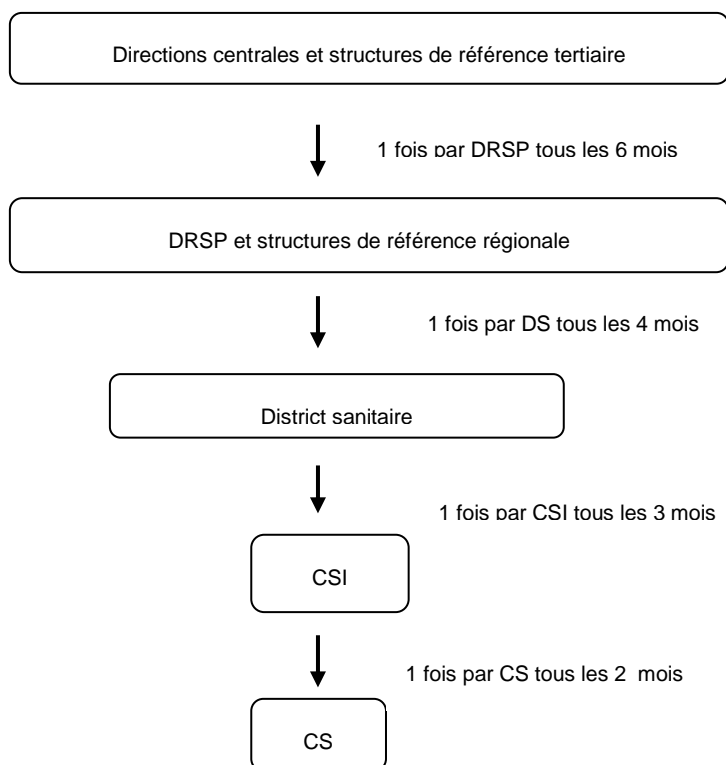 Directions centrales et structures de référence tertiaire
1 fois par DRSP tous les 6 mois
DRSP et structures de référence régionale
1 fois par DS tous les 4 mois
District sanitaire
1 fois par CSI tous les 3 mois
CSI
1 fois par CS tous les 2 mois
CS